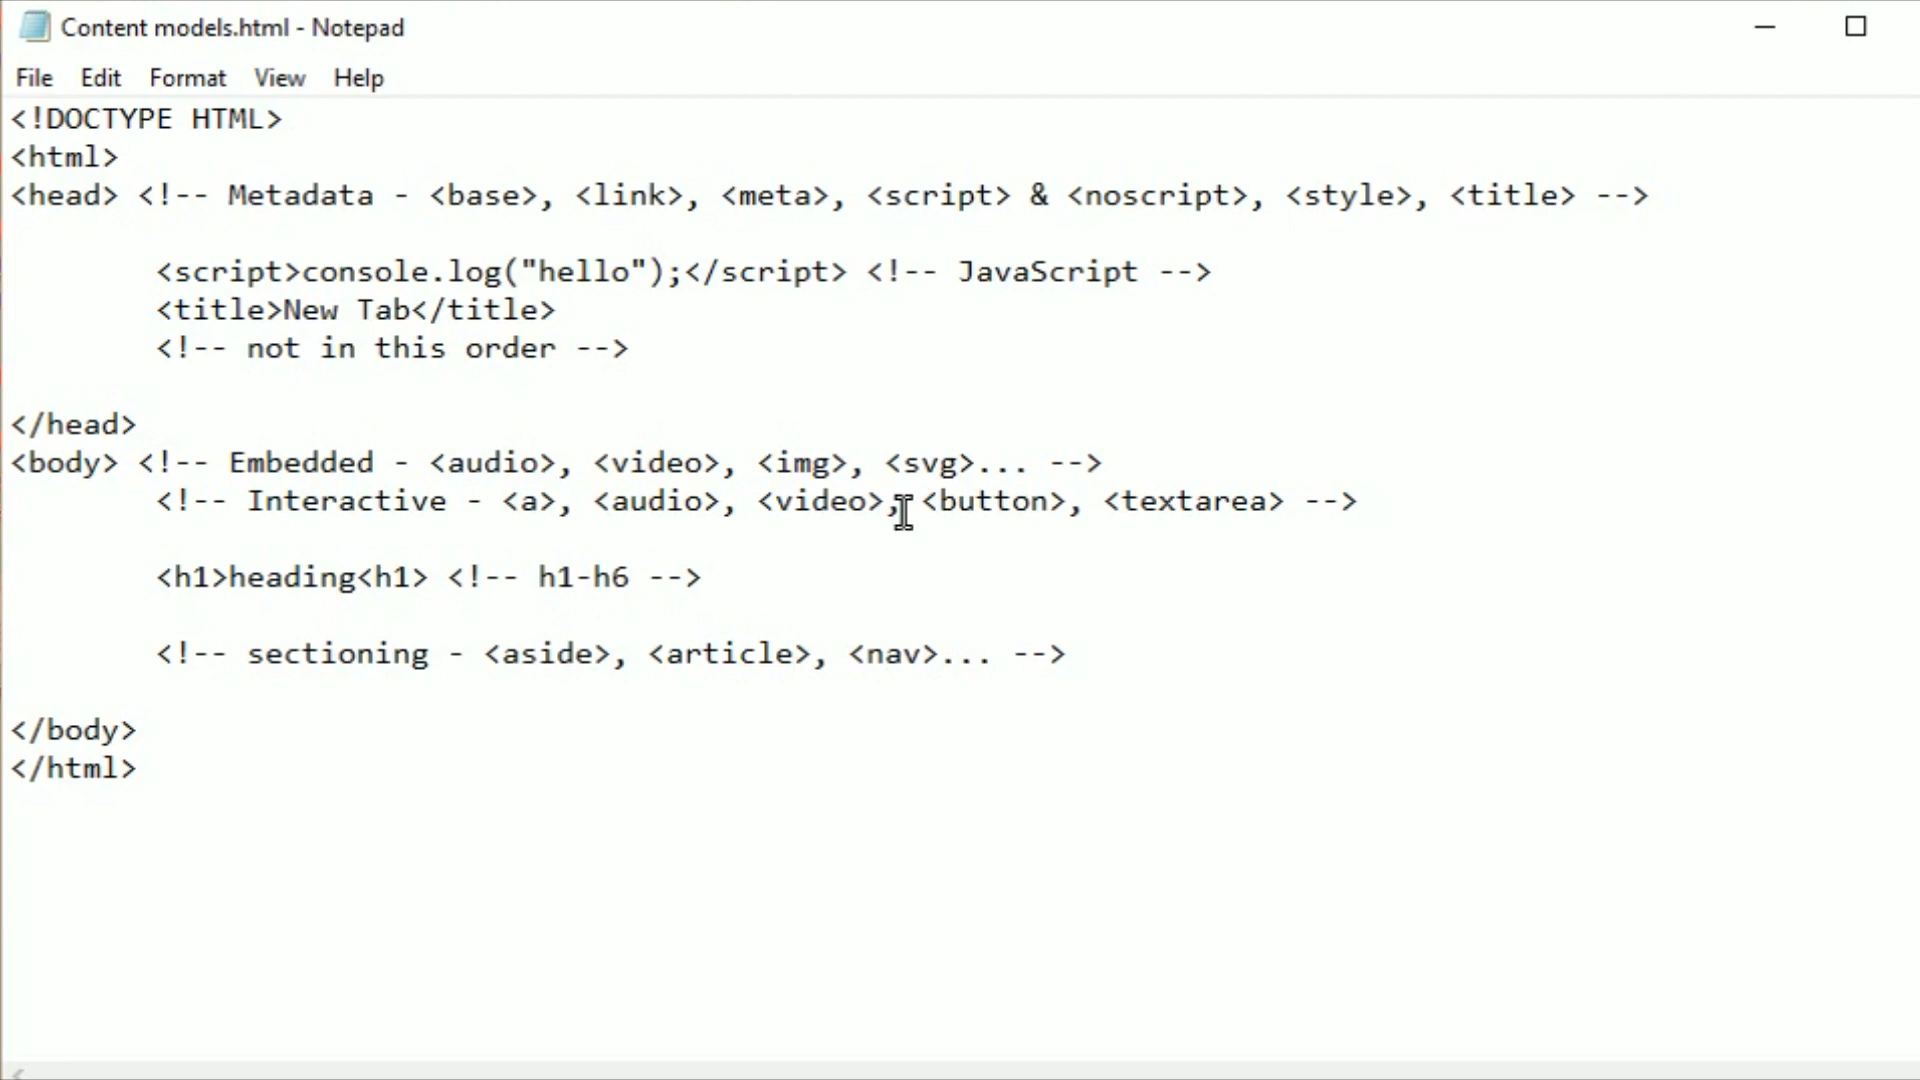 Content models.html - Notepad
File Edit Format View Help
<!DOCTYPE HTML>
<html>
<head> <!-- Metadata - <base>, <link>, <meta>, <script> & <noscript>, <style>, <title> -->
<script>console.log("hello");</script> <!-- JavaScript -->
<title>New Tab</title>
<!-- not in this order -->
</head>
<body> <!-- Embedded - <audio>, <video>, <img>, <svg>... -->
<!-- Interactive - <a>, <audio>, <video>, <button>, <textarea> -->
<h1>heading<h1> <!-- h1-h6 -->
<!-- sectioning - <aside>, <article>, <nav>... -->
</body>
</html>